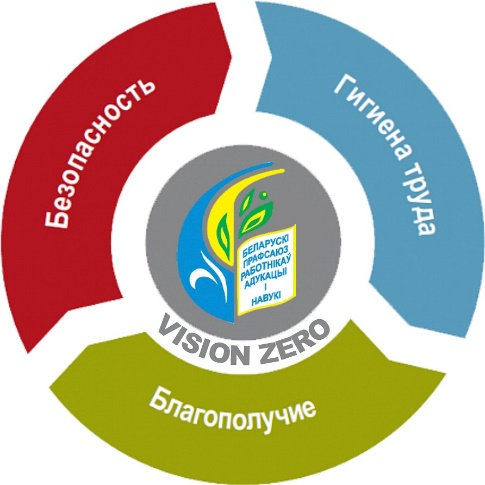 Безопасность
Гигиена труда
БЕЛАРУСКІ
ПРАФСАЮЗ
РАБОТНІКАЎ
АДУКАЦЫІ
І
НАВУКІ
VISION ZERO
Благополучие